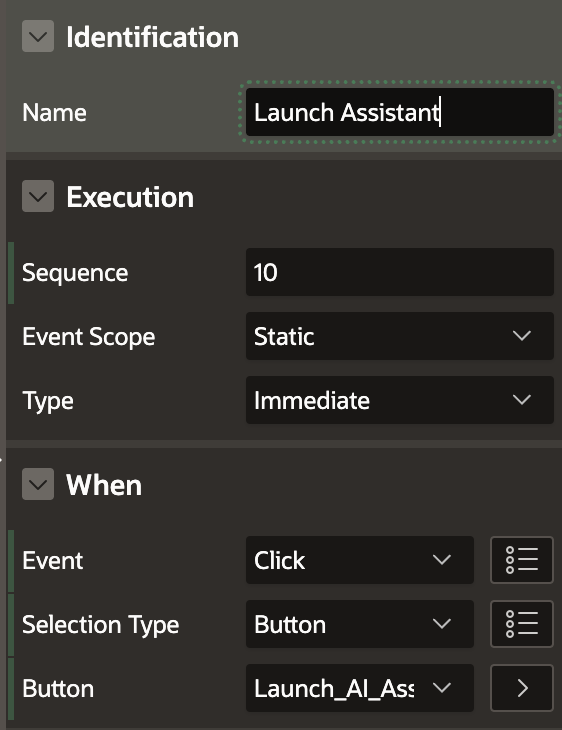 Identification
Name Launch Assistant
Execution
Sequence 10
Event Scope Static
Type Immediate
When
Event Click
Selection Type Button
Button Launch_AI_Ass